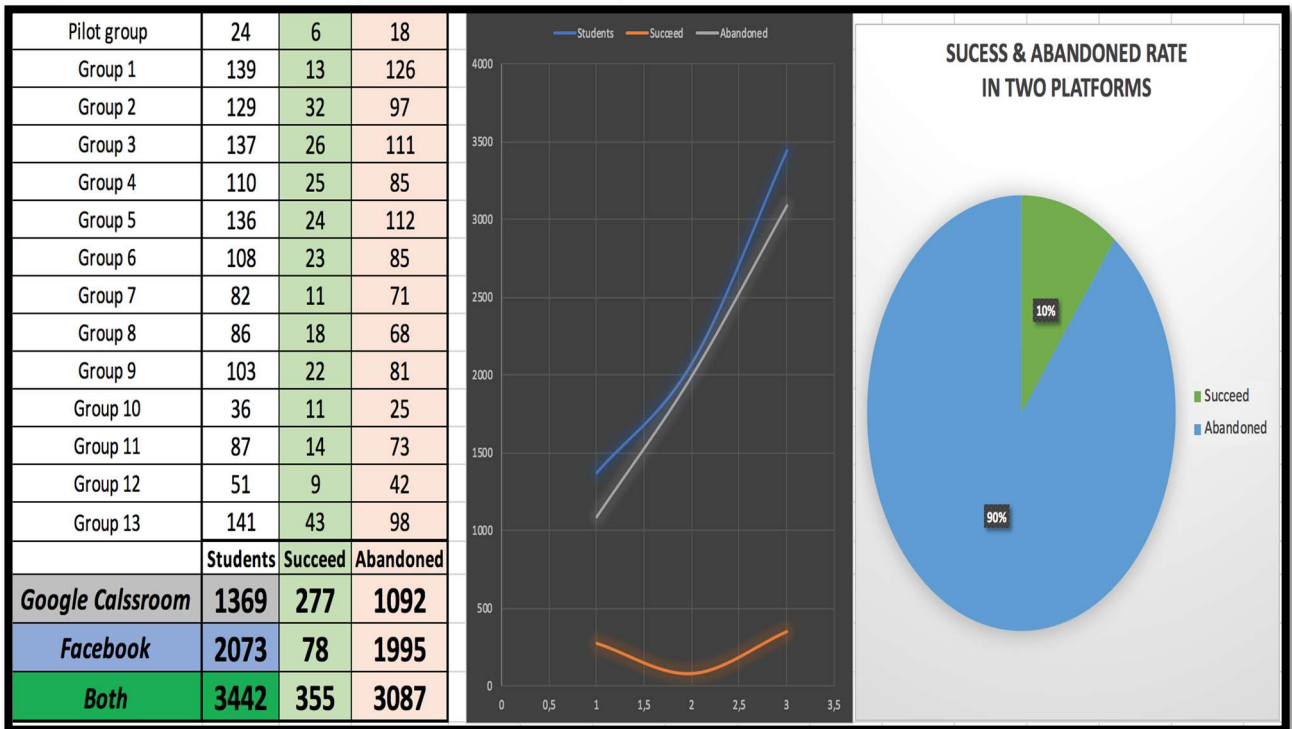 Pilot group 24 6 18
Group 1 139 13 126
Group 2 129 32 97
Group 3 137 26 111
Group 4 110 25 85
Group 5 136 24 112
Group 6 108 23 85
Group 7 82 11 71
Group 8 86 18 68
Group 9 103 22 81
Group 10 36 11 25
Group 11 87 14 73
Group 12 51 9 42
Group 13 141 43 98
Students Succeed Abandoned
Google Calssroom 1369 277 1092
Facebook 2073 78 1995
Both 3442 355 3087
Students Succeed Abandoned
4000
3500
3000
2500
2000
1500
1000
500
0
0 0,5 1 1,5 2 2,5 3 3,5
SUCESS & ABANDONED RATE
IN TWO PLATFORMS
10%
90%
Succeed
Abandoned